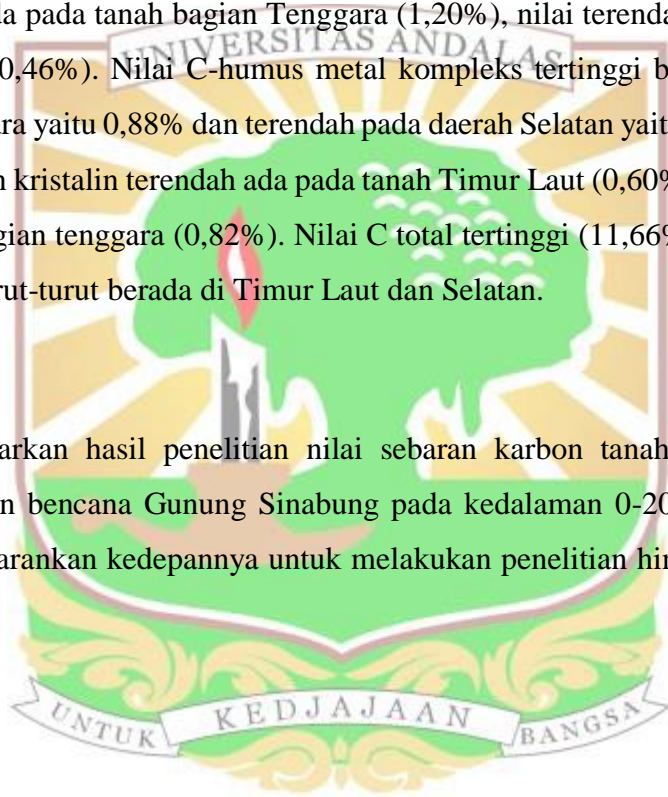 da pada tanah bagian Tenggara (1,20%), nilai terenda
UNIVERSITAS ANDALAS
0,46%). Nilai C-humus metal kompleks tertinggi b
ara yaitu 0,88% dan terendah pada daerah Selatan yait
n kristalin terendah ada pada tanah Timur Laut (0,60%
gian tenggara (0,82%). Nilai C total tertinggi (11,66%
rut-turut berada di Timur Laut dan Selatan.
arkan hasil penelitian nilai sebaran karbon tanah
n bencana Gunung Sinabung pada kedalaman 0-20
arankan kedepannya untuk melakukan penelitian hin
UNTUK KEDJAJAAN BANGSA